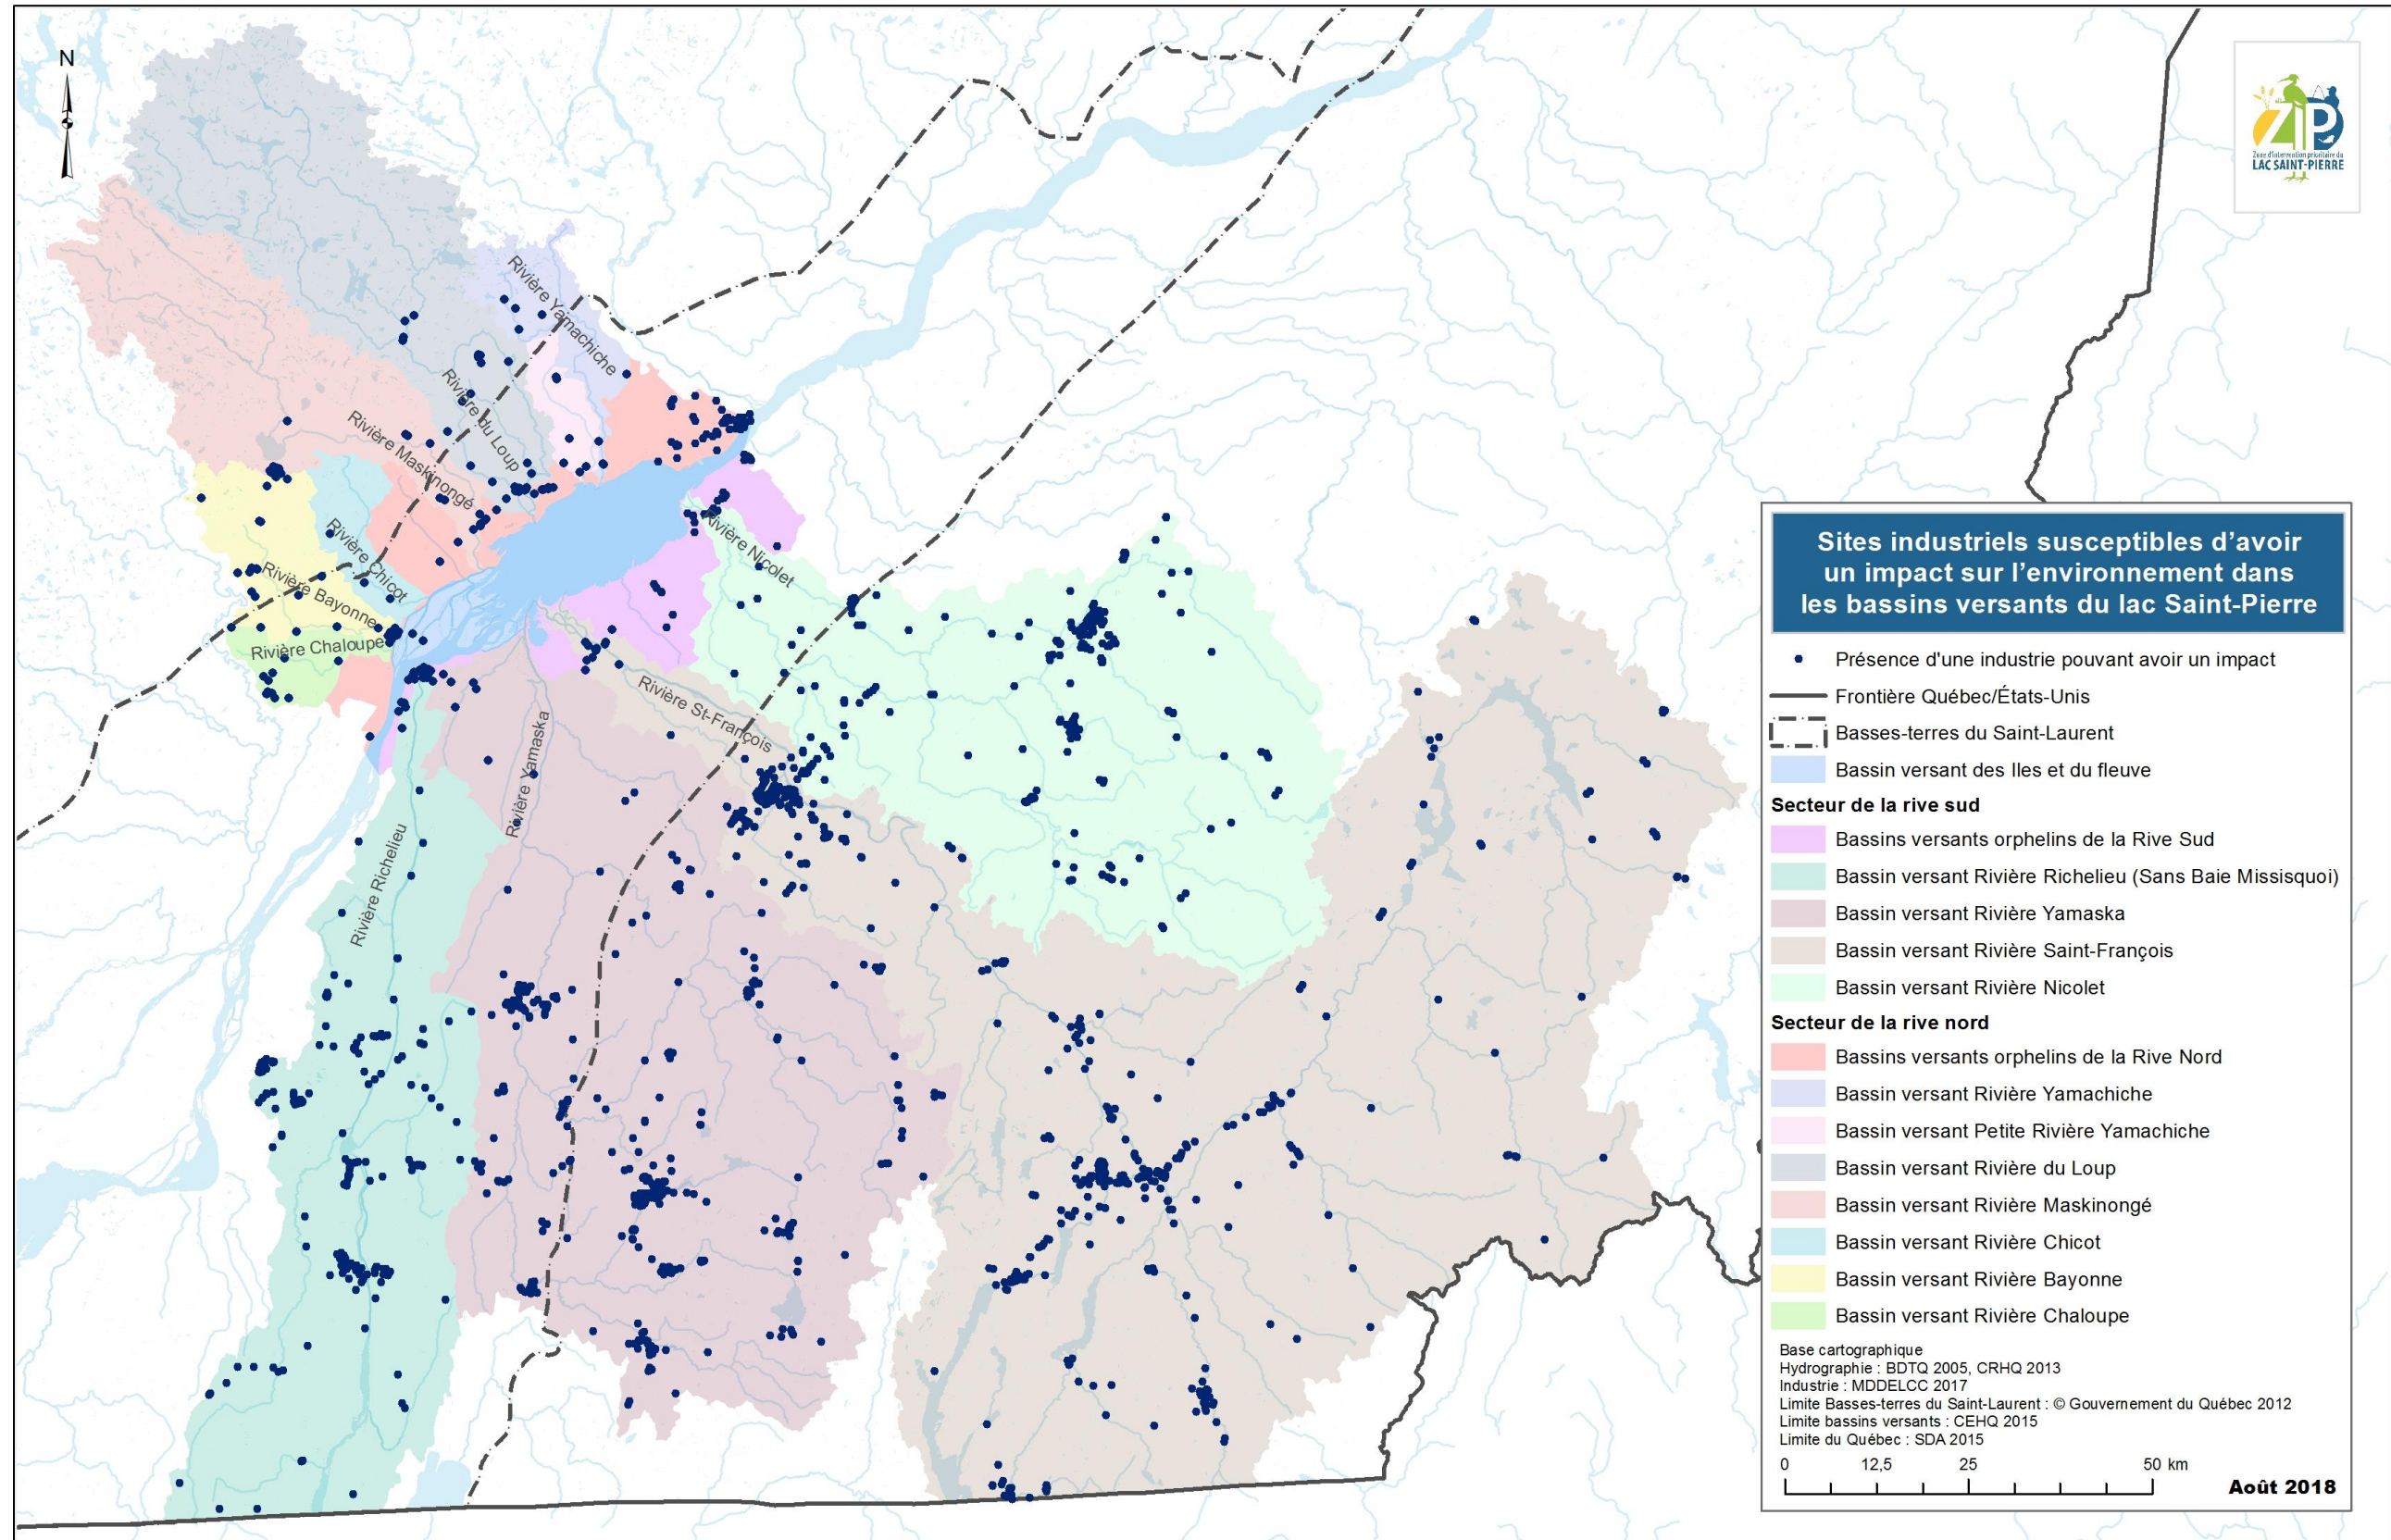 N
ZIP
Zone d'intervention prioritaire du
LAC SAINT-PIERRE
Rivière Yamachiche
Rivière du Loup
Rivière Maskinongé
Rivière Chicot
Rivière Bayonne
Rivière Chaloupe
Rivière Nicolet
Rivière St-François
Rivière Yamaska
Rivière Richelieu
Sites industriels susceptibles d'avoir
un impact sur l'environnement dans
les bassins versants du lac Saint-Pierre
Présence d'une industrie pouvant avoir un impact
Frontière Québec/États-Unis
Basses-terres du Saint-Laurent
Bassin versant des Iles et du fleuve
Secteur de la rive sud
Bassins versants orphelins de la Rive Sud
Bassin versant Rivière Richelieu (Sans Baie Missisquoi)
Bassin versant Rivière Yamaska
Bassin versant Rivière Saint-François
Bassin versant Rivière Nicolet
Secteur de la rive nord
Bassins versants orphelins de la Rive Nord
Bassin versant Rivière Yamachiche
Bassin versant Petite Rivière Yamachiche
Bassin versant Rivière du Loup
Bassin versant Rivière Maskinongé
Bassin versant Rivière Chicot
Bassin versant Rivière Bayonne
Bassin versant Rivière Chaloupe
Base cartographique
Hydrographie : BDTQ 2005, CRHQ 2013
Industrie : MDDELCC 2017
Limite Basses-terres du Saint-Laurent : © Gouvernement du Québec 2012
Limite bassins versants : CEHQ 2015
Limite du Québec : SDA 2015
0 12,5 25 50 km
Août 2018